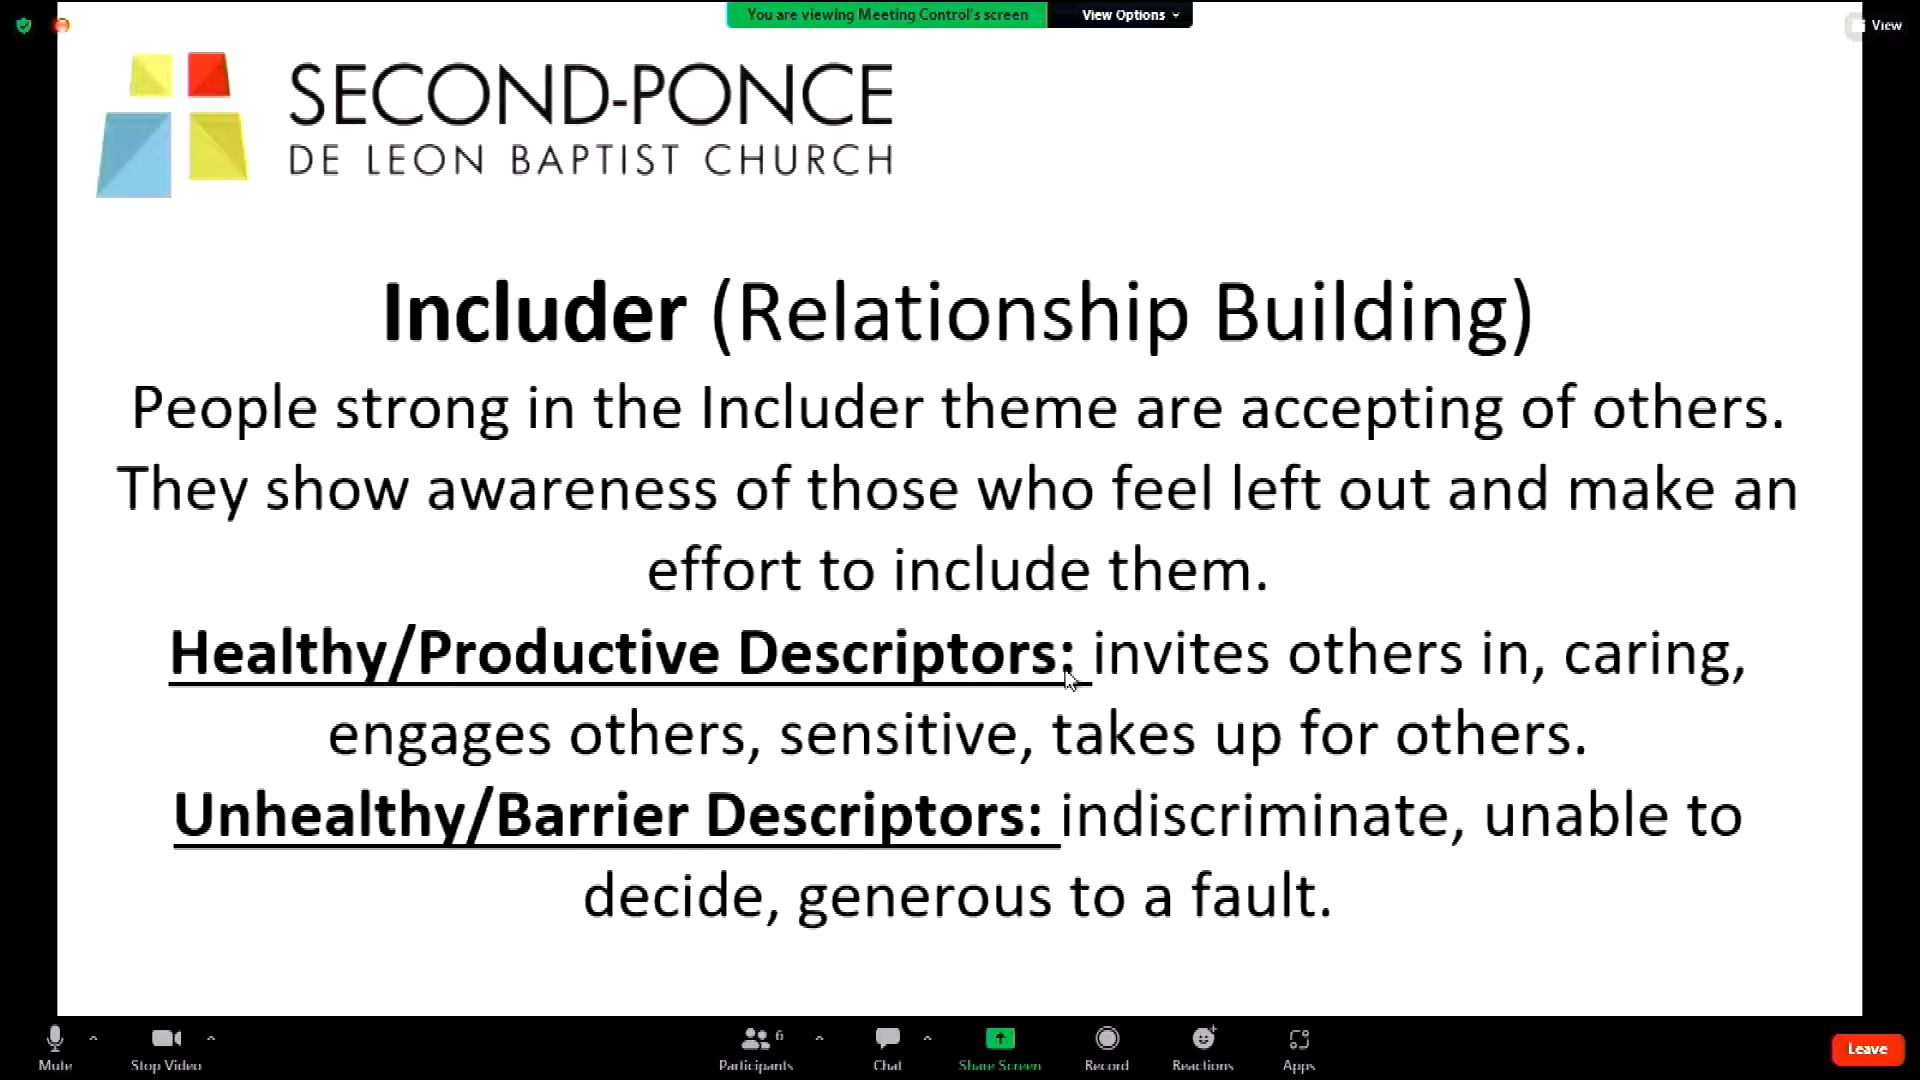 You are viewing Meeting Control's screen
View Options
View
SECOND-PONCE
DE LEON BAPTIST CHURCH
Includer (Relationship Building)
People strong in the Includer theme are accepting of others.
They show awareness of those who feel left out and make an
effort to include them.
Healthy/Productive Descriptors: invites others in, caring,
engages others, sensitive, takes up for others.
Unhealthy/Barrier Descriptors: indiscriminate, unable to
decide, generous to a fault.
6
Mute
Stop Video
Participants
Chat
Share Screen
Record
Reactions
Apps
Leave